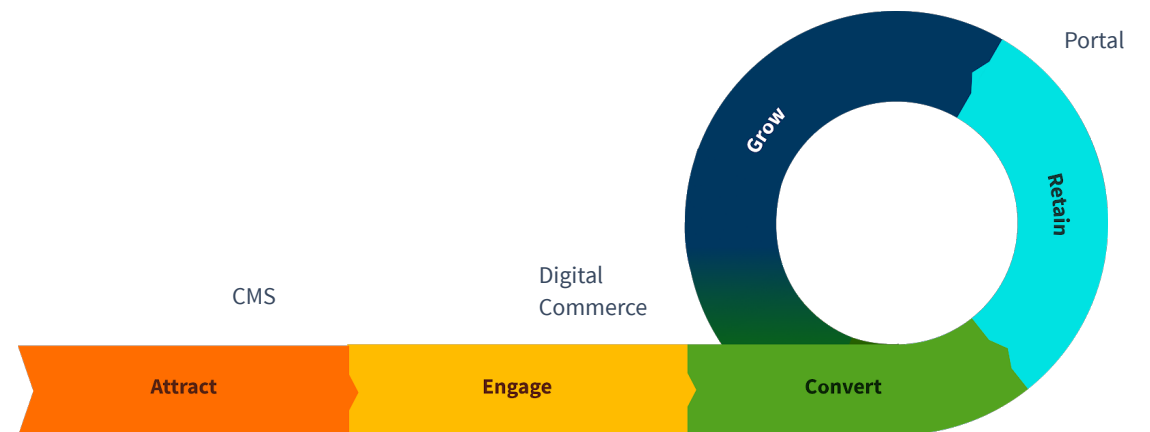 Portal
Grow
Retain
Digital
Commerce
CMS
Attract
Engage
Convert